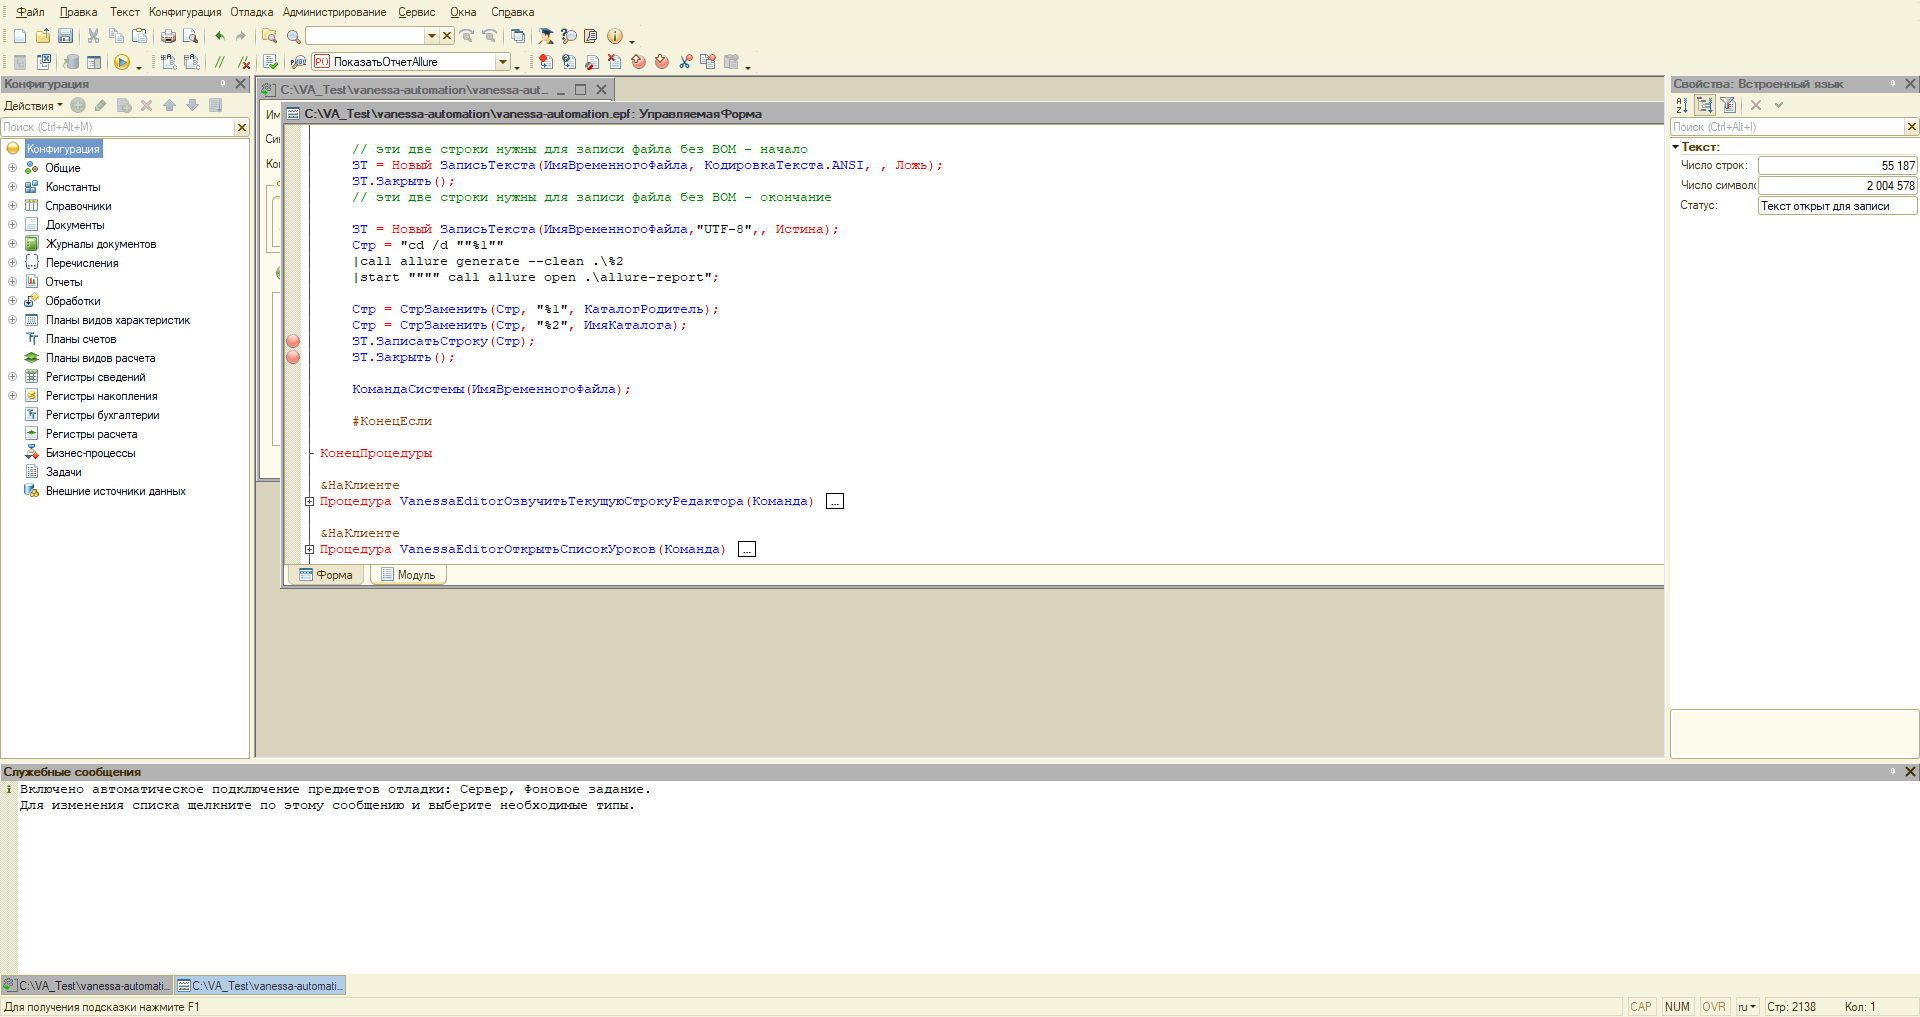 Файл Правка Текст Конфигурация Отладка Администрирование Сервис Окна Справка
ПоказатьОтчетAllure
Конфигурация
Действия
Поиск (Ctrl+Alt+M)
Конфигурация
Общие
Константы
Справочники
Документы
Журналы документов
Перечисления
Отчеты
Обработки
Планы видов характеристик
Планы счетов
Планы видов расчета
Регистры сведений
Регистры накопления
Регистры бухгалтерии
Регистры расчета
Бизнес-процессы
Задачи
Внешние источники данных
C:\VA_Test\vanessa-automation\vanessa-aut...
Им
Си
Ко
C:\VA_Test\vanessa-automation\vanessa-automation.epf: УправляемаяФорма
// эти две строки нужны для записи файла без BOM - начало
ЗТ = Новый ЗаписьТекста(ИмяВременногоФайла, КодировкаТекста.ANSI, , Ложь);
ЗТ.Закрыть();
// эти две строки нужны для записи файла без BOM - окончание
ЗТ = Новый ЗаписьТекста(ИмяВременногоФайла,"UTF-8",, Истина);
Стр = "cd /d ""%1""
|call allure generate --clean .\%2
|start """" call allure open .\allure-report";
Стр = СтрЗаменить(Стр, "%1", КаталогРодитель);
Стр = СтрЗаменить(Стр, "%2", ИмяКаталога);
ЗТ.ЗаписатьСтроку(Стр);
ЗТ.Закрыть();
КомандаСистемы(ИмяВременногоФайла);
#КонецЕсли
КонецПроцедуры
&НаКлиенте
Процедура VanessaEditorОзвучитьТекущуюСтрокуРедактора(Команда) ...
&НаКлиенте
Процедура VanessaEditorОткрытьСписокУроков(Команда) ...
Форма Модуль
Свойства: Встроенный язык
Поиск (Ctrl+Alt+I)
Текст:
Число строк: 55 187
Число символо 2 004 578
Статус: Текст открыт для записи
Служебные сообщения
Включено автоматическое подключение предметов отладки: Сервер, Фоновое задание.
Для изменения списка щелкните по этому сообщению и выберите необходимые типы.
C:\VA_Test\vanessa-automati... C:\VA_Test\vanessa-automati...
Для получения подсказки нажмите F1 CAP NUM OVR ru Стр: 2138 Кол: 1